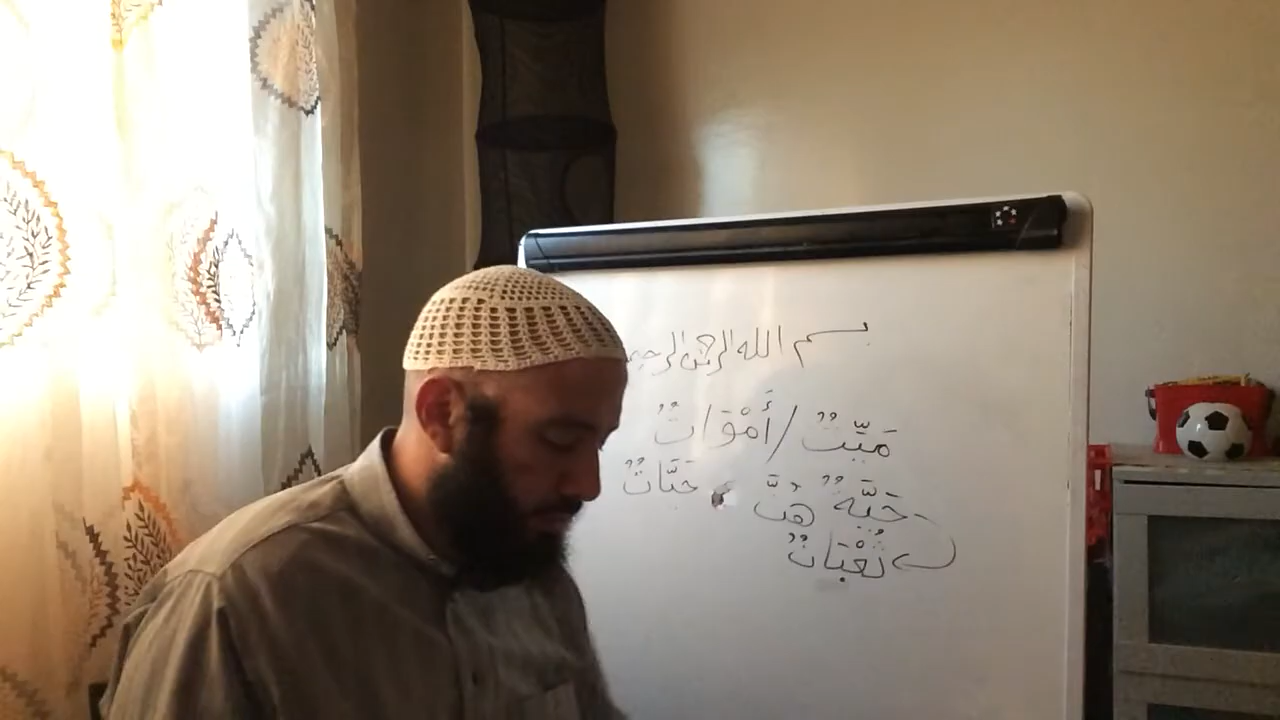 بسم الله الرحمن الرحيم
مَيِّتٌ / أَمْوَاتٌ
حَيَّةٌ هُنَّ حَيَّاتٌ
ثُعْبَانٌ